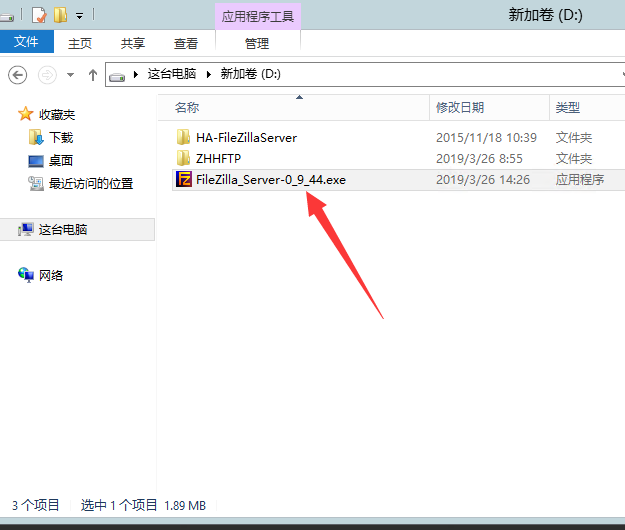 应用程序工具 新加卷 (D:)
文件 主页 共享 查看 管理
这台电脑 新加卷 (D:)
名称 修改日期 类型
收藏夹
下载
桌面
最近访问的位置
这台电脑
网络
HA-FileZillaServer 2015/11/18 10:39 文件夹
ZHHFTP 2019/3/26 8:55 文件夹
FileZilla_Server-0_9_44.exe 2019/3/26 14:26 应用程序
3 个项目 选中 1 个项目 1.89 MB